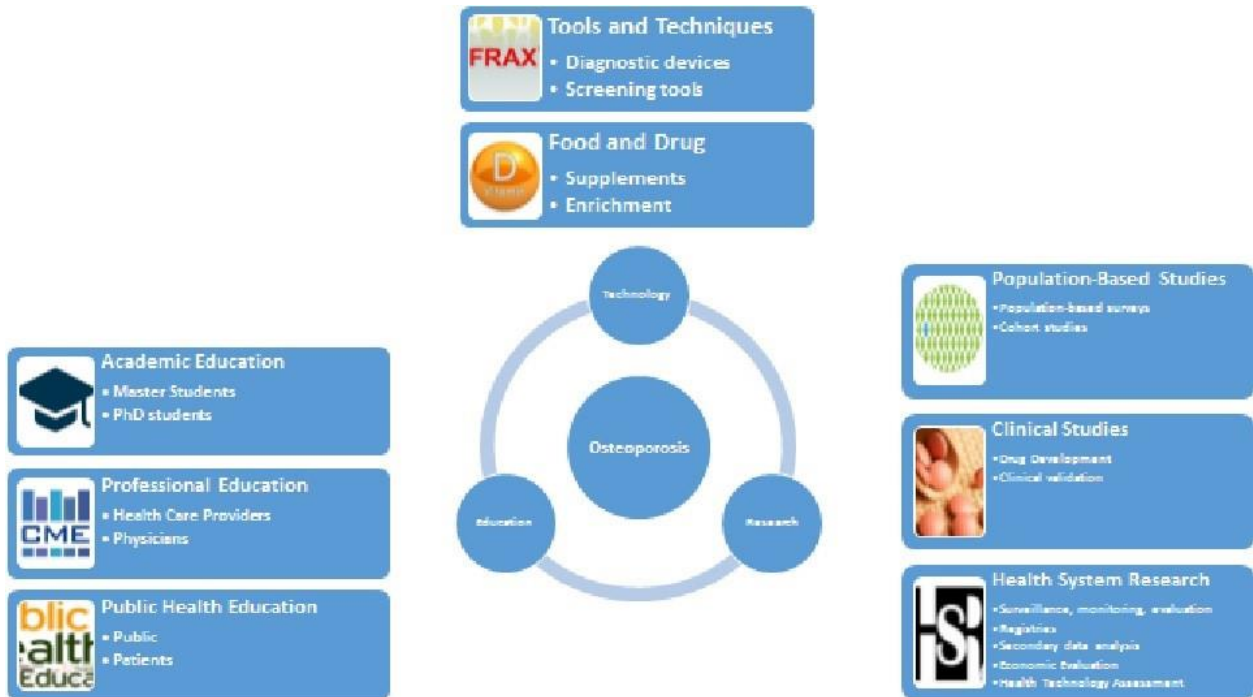 FRAX
Tools and Techniques
• Diagnostic devices
• Screening tools
D
Food and Drug
• Supplements
• Enrichment
Technology
Osteoporosis
Education
Research
Academic Education
• Master Students
• PhD students
CME
Professional Education
• Health Care Providers
• Physicians
blic
ealth
Educa
Public Health Education
• Public
• Patients
Population-Based Studies
•Population-based surveys
•Cohort studies
Clinical Studies
•Drug Development
•Clinical validation
HSR
Health System Research
•Surveillance, monitoring, evaluation
•Registries
•Secondary data analysis
•Economic Evaluation
•Health Technology Assessment